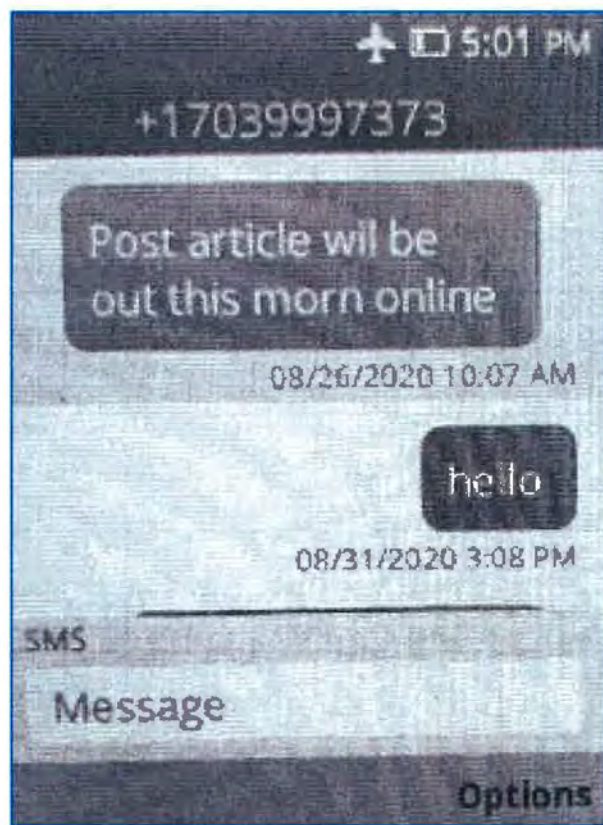 5:01 PM
+17039997373
Post article wil be
out this morn online
08/26/2020 10:07 AM
hello
08/31/2020 3:08 PM
SMS
Message
Options